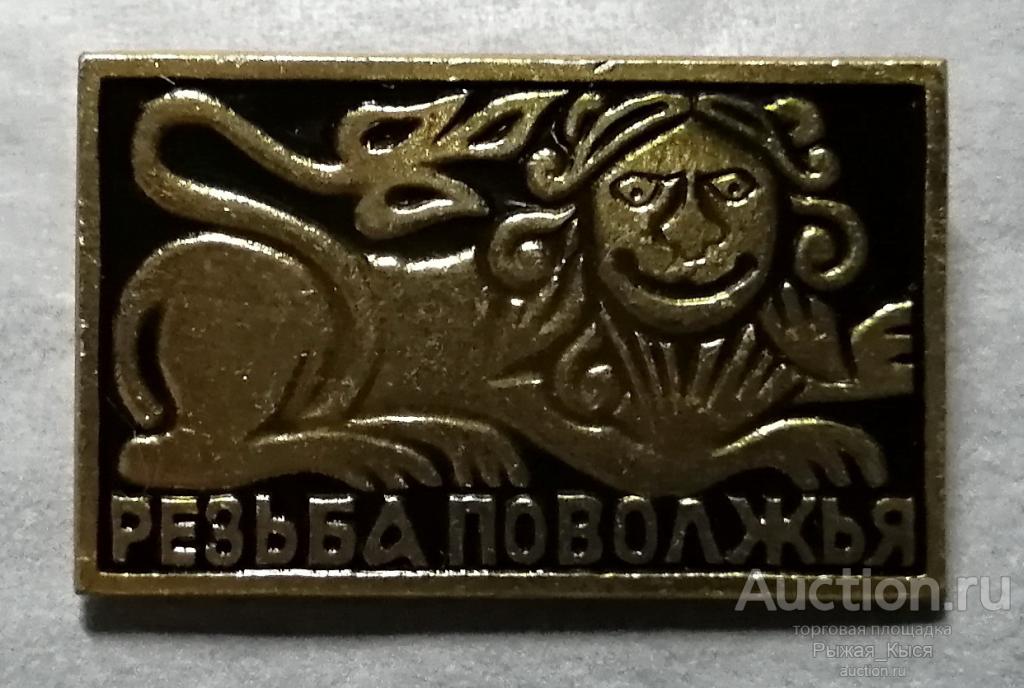 РЕЗЬБА ПОВОЛЖЬЯ
Auction.ru
торговая площадка
Рыжая_Кыся
auction.ru